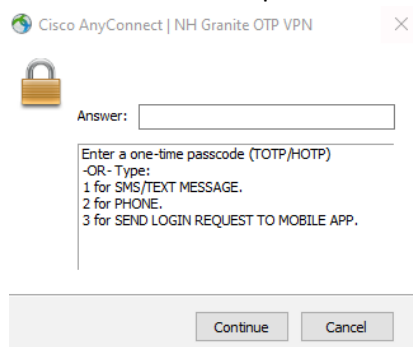 Cisco AnyConnect | NH Granite OTP VPN
Answer:
Enter a one-time passcode (TOTP/HOTP)
-OR- Type:
1 for SMS/TEXT MESSAGE.
2 for PHONE.
3 for SEND LOGIN REQUEST TO MOBILE APP.
Continue Cancel